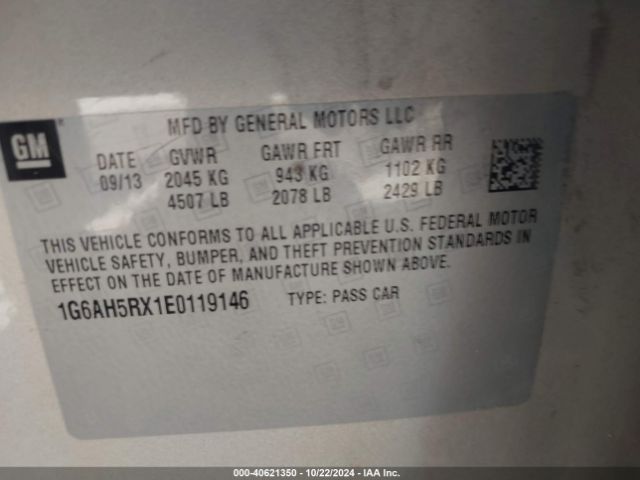 GM
®
MFD BY GENERAL MOTORS LLC
DATE GVWR GAWR FRT GAWR RR
09/13 2045 KG 943 KG 1102 KG
4507 LB 2078 LB 2429 LB
THIS VEHICLE CONFORMS TO ALL APPLICABLE U.S. FEDERAL MOTOR
VEHICLE SAFETY, BUMPER, AND THEFT PREVENTION STANDARDS IN
EFFECT ON THE DATE OF MANUFACTURE SHOWN ABOVE.
1G6AH5RX1E0119146 TYPE: PASS CAR
000-40621350 - 10/22/2024 - IAA Inc.